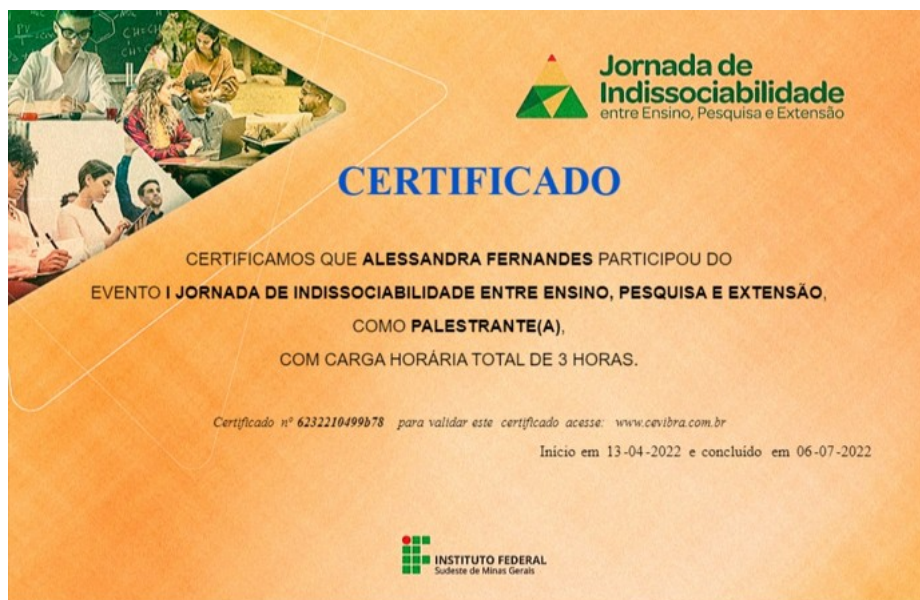 Jornada de
Indissociabilidade
entre Ensino, Pesquisa e Extensão
CERTIFICADO
CERTIFICAMOS QUE ALESSANDRA FERNANDES PARTICIPOU DO
EVENTO I JORNADA DE INDISSOCIABILIDADE ENTRE ENSINO, PESQUISA E EXTENSÃO,
COMO PALESTRANTE(A),
COM CARGA HORÁRIA TOTAL DE 3 HORAS.
Certificado nº 6232210499b78 para validar este certificado acesse: www.cevibra.com.br
Inicio em 13-04-2022 e concluído em 06-07-2022
INSTITUTO FEDERAL
Sudeste de Minas Gerais